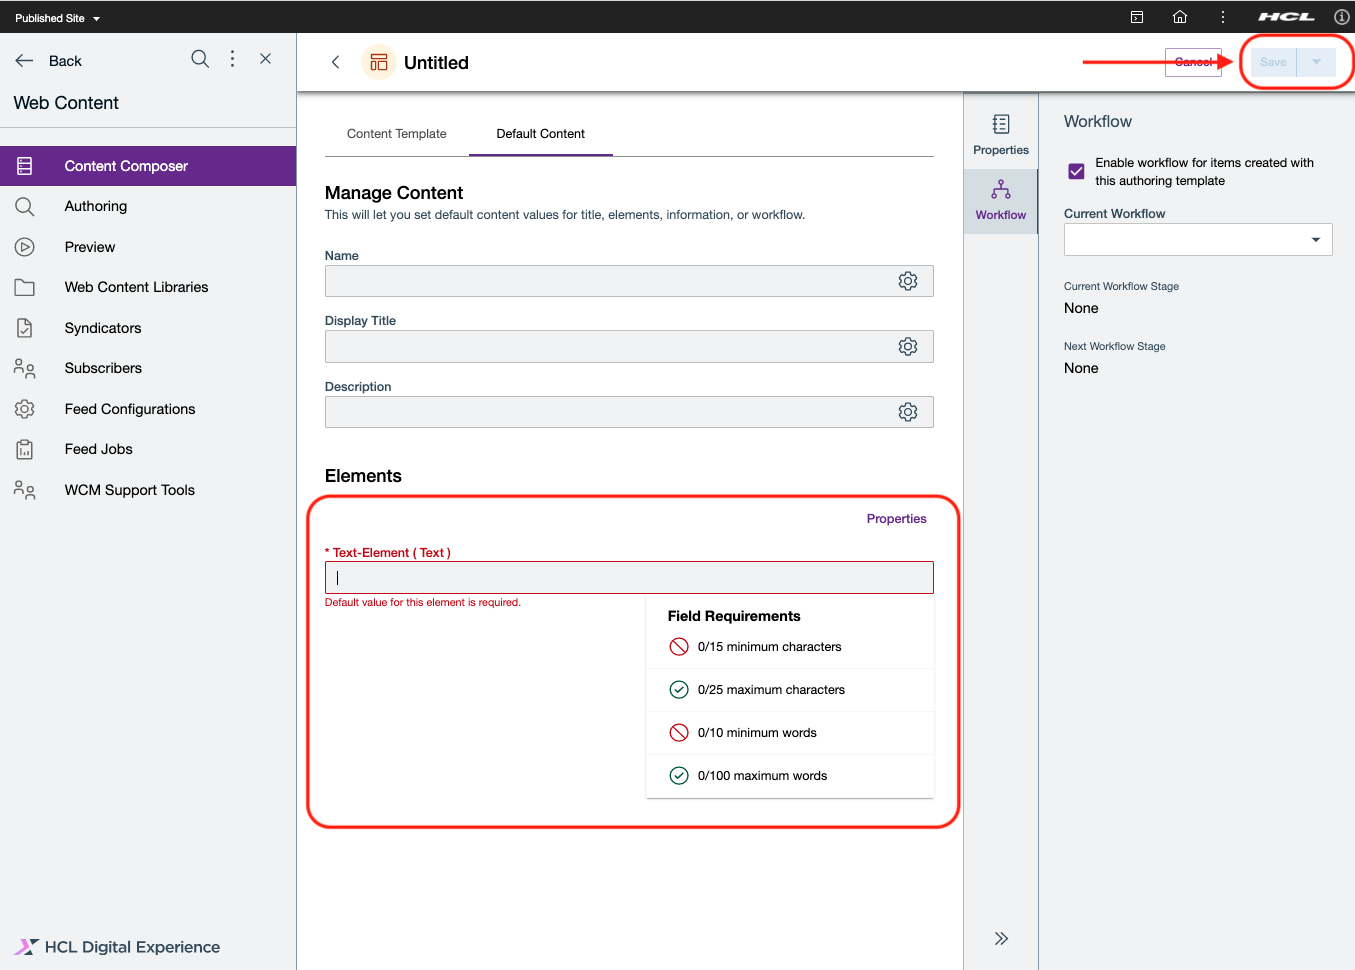 Published Site
HCL
Back
Web Content
Content Composer
Authoring
Preview
Web Content Libraries
Syndicators
Subscribers
Feed Configurations
Feed Jobs
WCM Support Tools
HCL Digital Experience
Untitled
Cancel
Save
Content Template
Default Content
Manage Content
This will let you set default content values for title, elements, information, or workflow.
Name
Display Title
Description
Elements
Properties
* Text-Element ( Text )
Default value for this element is required.
Field Requirements
0/15 minimum characters
0/25 maximum characters
0/10 minimum words
0/100 maximum words
Properties
Workflow
Workflow
Enable workflow for items created with
this authoring template
Current Workflow
Current Workflow Stage
None
Next Workflow Stage
None